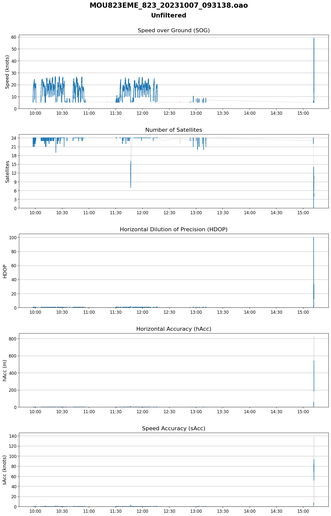 MOU823EME_823_20231007_093138.oao
Unfiltered
Speed over Ground (SOG)
Speed (knots)
60
50
40
30
20
10
0
10:00 10:30 11:00 11:30 12:00 12:30 13:00 13:30 14:00 14:30 15:00
Number of Satellites
Satellites
24
21
18
15
12
9
6
3
0
10:00 10:30 11:00 11:30 12:00 12:30 13:00 13:30 14:00 14:30 15:00
Horizontal Dilution of Precision (HDOP)
HDOP
100
80
60
40
20
0
10:00 10:30 11:00 11:30 12:00 12:30 13:00 13:30 14:00 14:30 15:00
Horizontal Accuracy (hAcc)
hAcc (m)
800
600
400
200
0
10:00 10:30 11:00 11:30 12:00 12:30 13:00 13:30 14:00 14:30 15:00
Speed Accuracy (sAcc)
sAcc (knots)
140
120
100
80
60
40
20
0
10:00 10:30 11:00 11:30 12:00 12:30 13:00 13:30 14:00 14:30 15:00